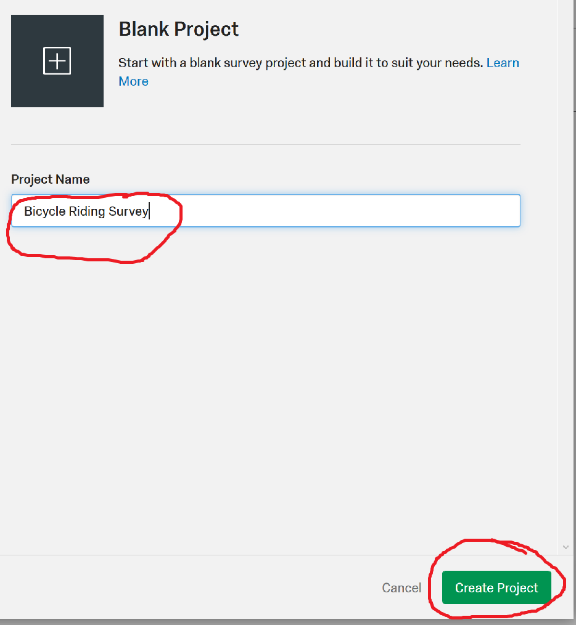 Blank Project
Start with a blank survey project and build it to suit your needs. Learn
More
Project Name
Bicycle Riding Survey
Cancel
Create Project